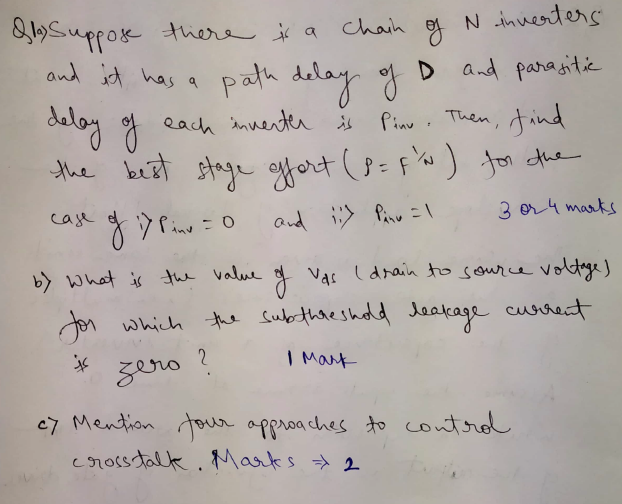 Q.1a) Suppose there is a chain of N inverters
and it has a path delay of D and parasitic
delay of each inverter is Pinv. Then, find
the best stage effort (ρ = F^1/N) for the
case of i) Pinv = 0 and ii) Pinv = 1 3 or 4 marks
b) What is the value of Vds (drain to source voltage)
for which the subthreshold leakage current
is zero? 1 Mark
c) Mention four approaches to control
crosstalk. Marks ⇒ 2